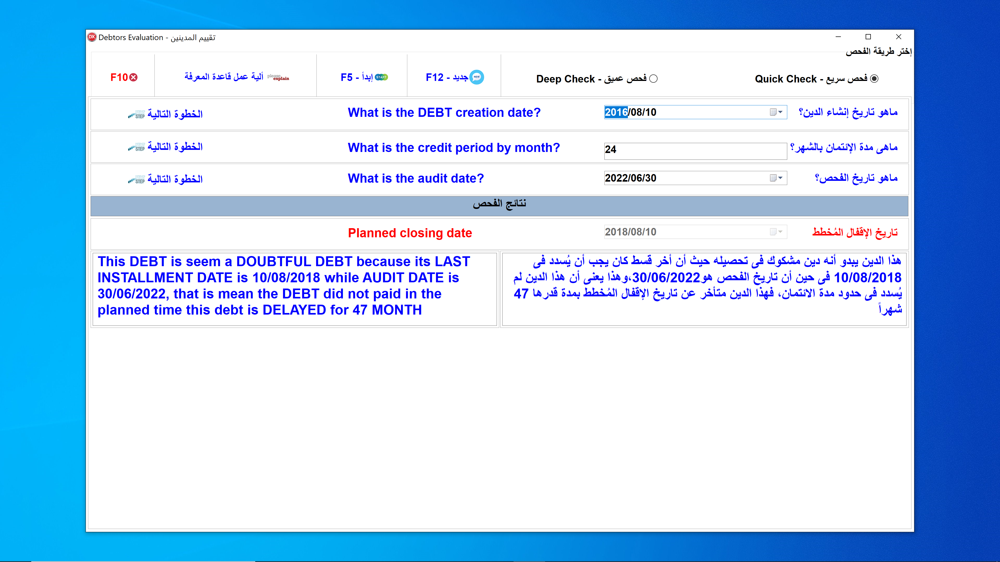 Debtors Evaluation - تقييم المدينين
إختر طريقة الفحص
فحص سريع - Quick Check
فحص عميق - Deep Check
NEW
جديد - F12
START
إبدأ - F5
please explain
ألية عمل قاعدة المعرفة
F10
ماهو تاريخ إنشاء الدين؟
2016/08/10
What is the DEBT creation date?
NEXT STEP
الخطوة التالية
ماهى مدة الإئتمان بالشهر؟
24
What is the credit period by month?
NEXT STEP
الخطوة التالية
ماهو تاريخ الفحص؟
2022/06/30
What is the audit date?
NEXT STEP
الخطوة التالية
نتائج الفحص
تاريخ الإقفال المُخطط
2018/08/10
Planned closing date
هذا الدين يبدو أنه دين مشكوك فى تحصيله حيث أن أخر قسط كان يجب أن يُسدد فى
10/08/2018 فى حين أن تاريخ الفحص هو30/06/2022،وهذا يعنى أن هذا الدين لم
يُسدد فى حدود مدة الائتمان، فهذا الدين متأخر عن تاريخ الإقفال المُخطط بمدة قدرها 47
شهراً
This DEBT is seem a DOUBTFUL DEBT because its LAST
INSTALLMENT DATE is 10/08/2018 while AUDIT DATE is
30/06/2022, that is mean the DEBT did not paid in the
planned time this debt is DELAYED for 47 MONTH